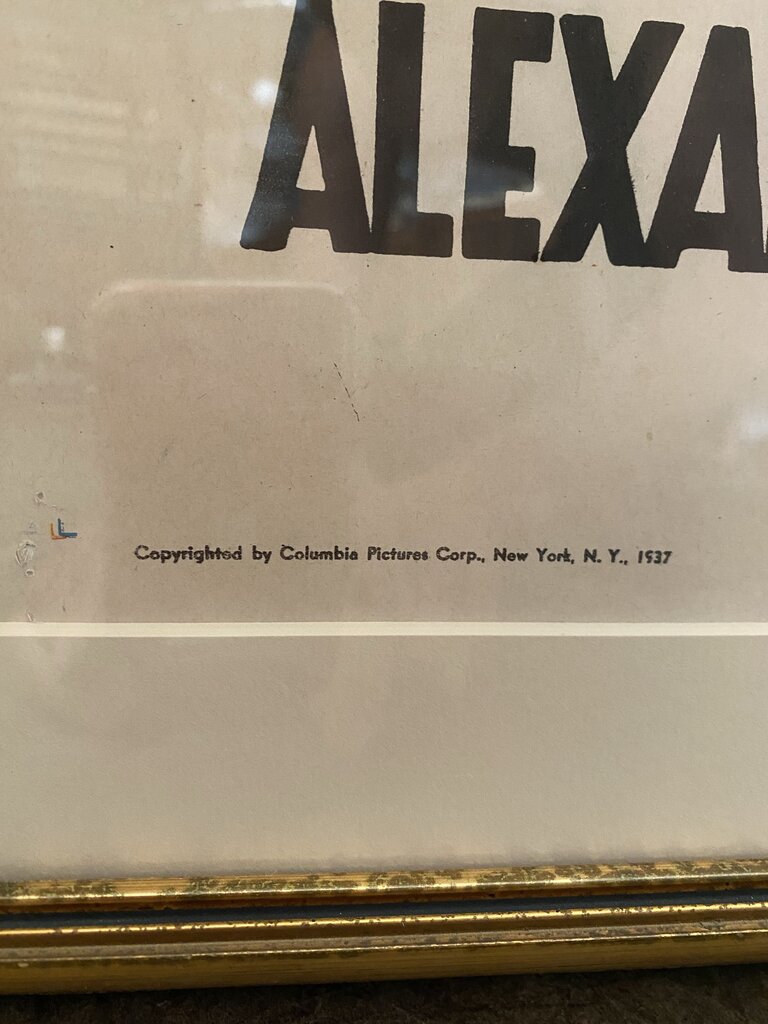 ALEXA
Copyrighted by Columbia Pictures Corp., New York, N. Y., 1937